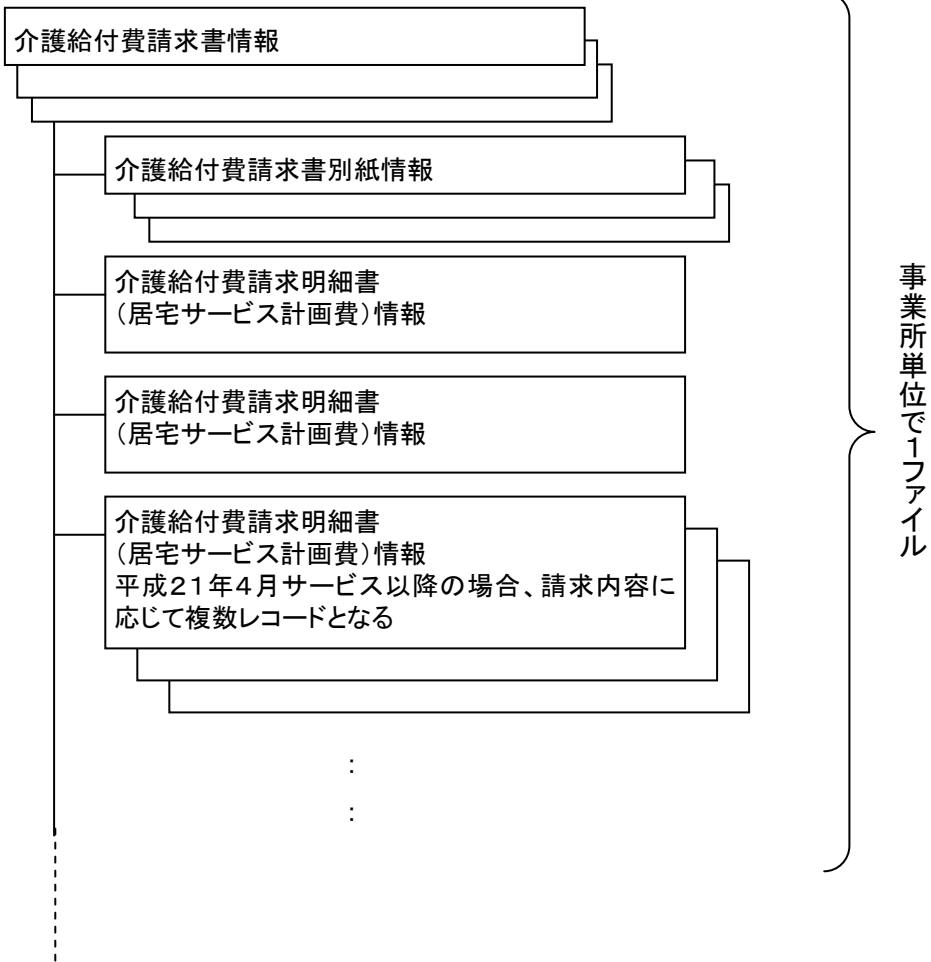 介護給付費請求書情報
介護給付費請求書別紙情報
介護給付費請求明細書
（居宅サービス計画費）情報
介護給付費請求明細書
（居宅サービス計画費）情報
介護給付費請求明細書
（居宅サービス計画費）情報
平成２１年４月サービス以降の場合、請求内容に
応じて複数レコードとなる
：
：
事業所単位で１ファイル